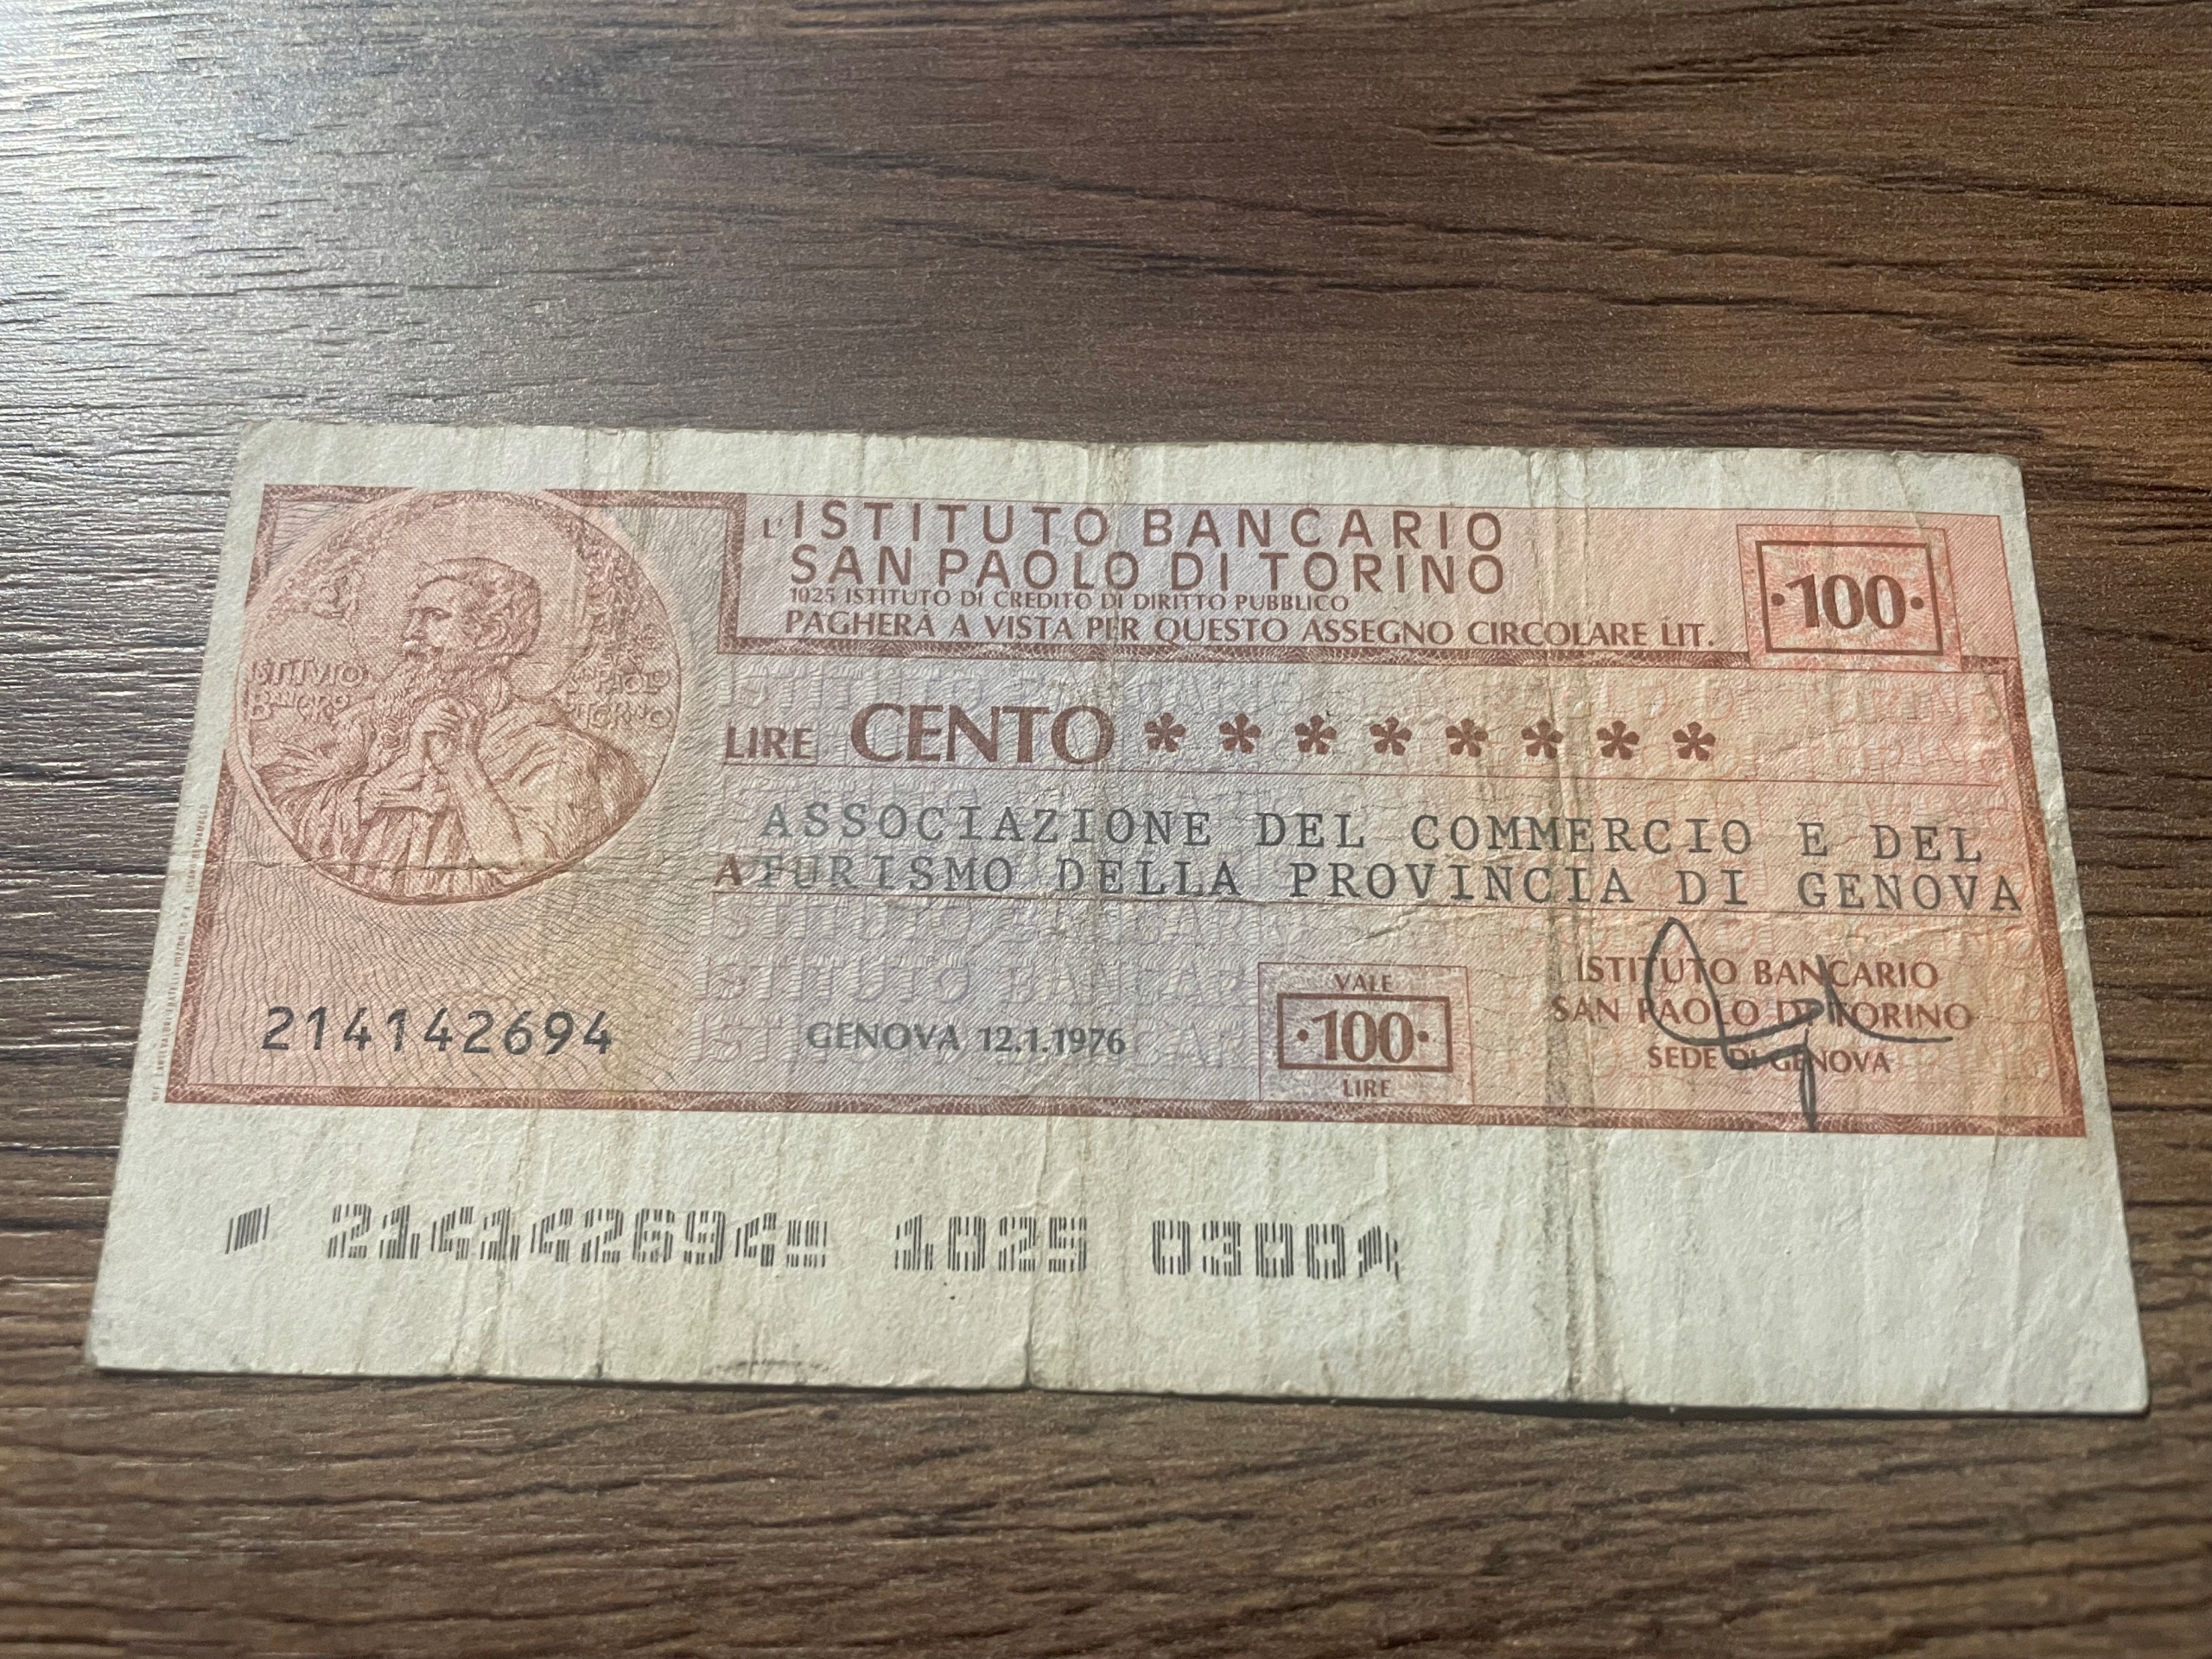 L'ISTITUTO BANCARIO
SAN PAOLO DI TORINO
1025 ISTITUTO DI CREDITO DI DIRITTO PUBBLICO
PAGHERÀ A VISTA PER QUESTO ASSEGNO CIRCOLARE LIT.
·100·
LIRE CENTO * * * * * * * *
ASSOCIAZIONE DEL COMMERCIO E DEL
A TURISMO DELLA PROVINCIA DI GENOVA
214142694
GENOVA 12.1.1976
VALE
·100·
LIRE
ISTITUTO BANCARIO
SAN PAOLO DI TORINO
SEDE DI GENOVA
214142694 1025 0300